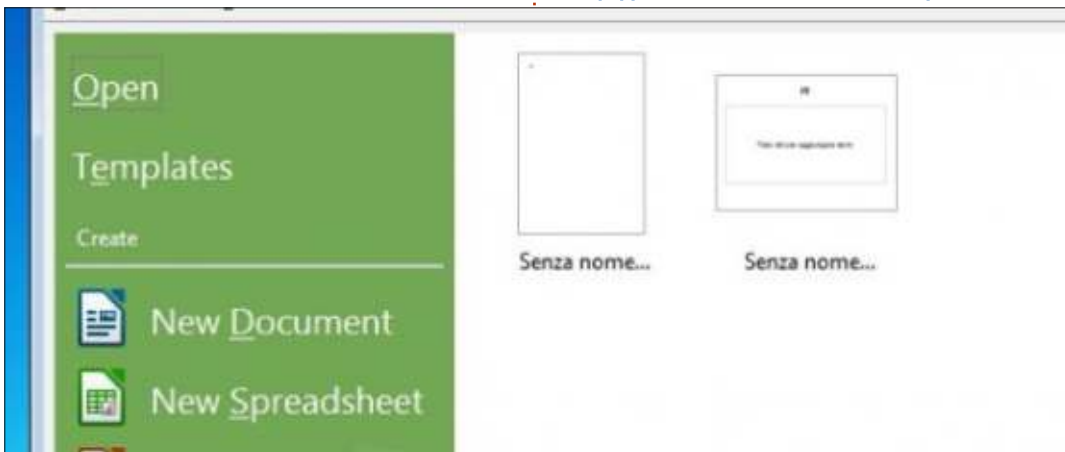 Open
Templates
Create
New Document
New Spreadsheet
Senza nome...
Senza nome...